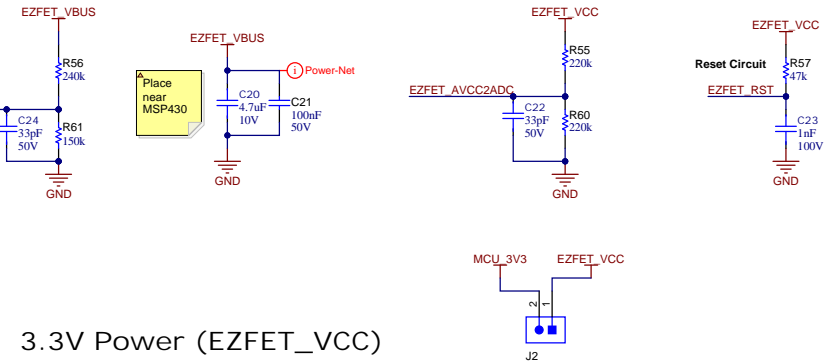 EZFET_VBUS
R56
240k
C24
33pF
50V
R61
150k
GND
Place
near
MSP430
EZFET_VBUS
i Power-Net
C20
4.7uF
10V
C21
100nF
50V
GND
EZFET_VCC
R55
220k
EZFET_AVCC2ADC
C22
33pF
50V
R60
220k
GND
EZFET_VCC
Reset Circuit
R57
47k
EZFET_RST
C23
1nF
100V
GND
MCU_3V3
EZFET_VCC
2
1
J2
3.3V Power (EZFET_VCC)